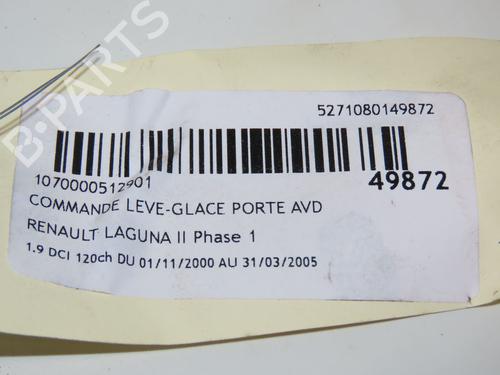 5271080149872
1070000512901
49872
COMMANDE LEVE-GLACE PORTE AVD
RENAULT LAGUNA II Phase 1
1.9 DCI 120ch DU 01/11/2000 AU 31/03/2005
B-PARTS